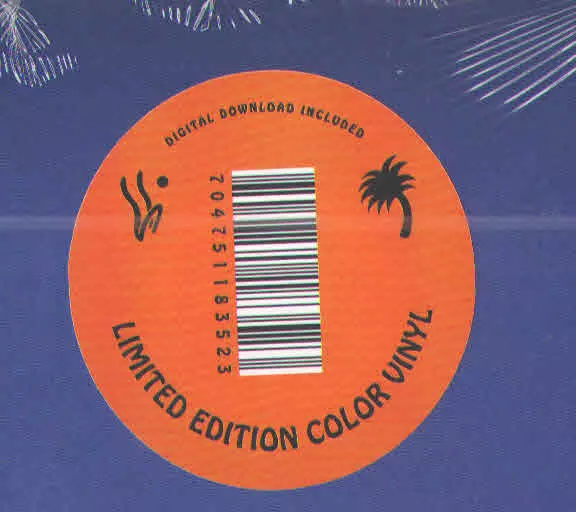 DIGITAL DOWNLOAD INCLUDED
704751183523
LIMITED EDITION COLOR VINYL